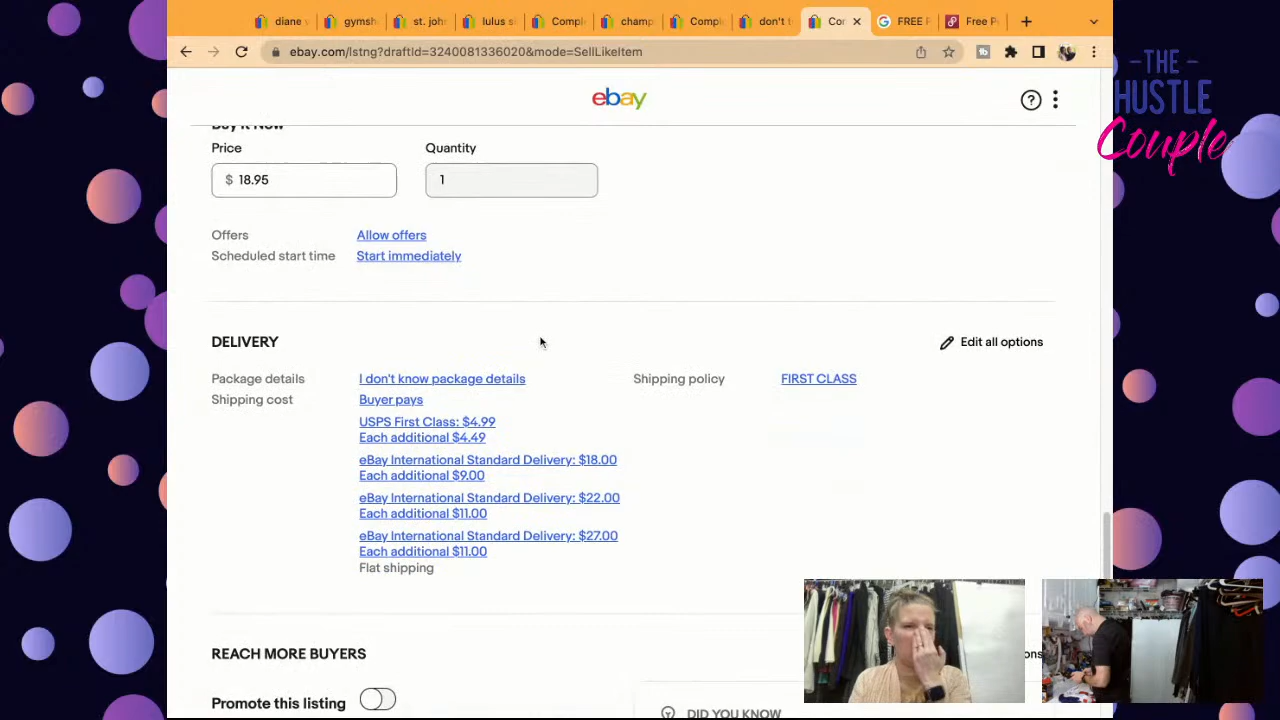 diane v
gymsh
st. joh
lulus s
Comple
champ
Comple
don't t
Cor
FREE F
Free P
ebay.com/lstng?draftId=3240081336020&mode=SellLikeItem
THE
HUSTLE
Couple
ebay
Buy It Now
Price
Quantity
$ 18.95
1
Offers
Allow offers
Scheduled start time
Start immediately
DELIVERY
Edit all options
Package details
I don't know package details
Shipping policy
FIRST CLASS
Shipping cost
Buyer pays
USPS First Class: $4.99
Each additional $4.49
eBay International Standard Delivery: $18.00
Each additional $9.00
eBay International Standard Delivery: $22.00
Each additional $11.00
eBay International Standard Delivery: $27.00
Each additional $11.00
Flat shipping
REACH MORE BUYERS
ons
Promote this listing
DID YOU KNOW